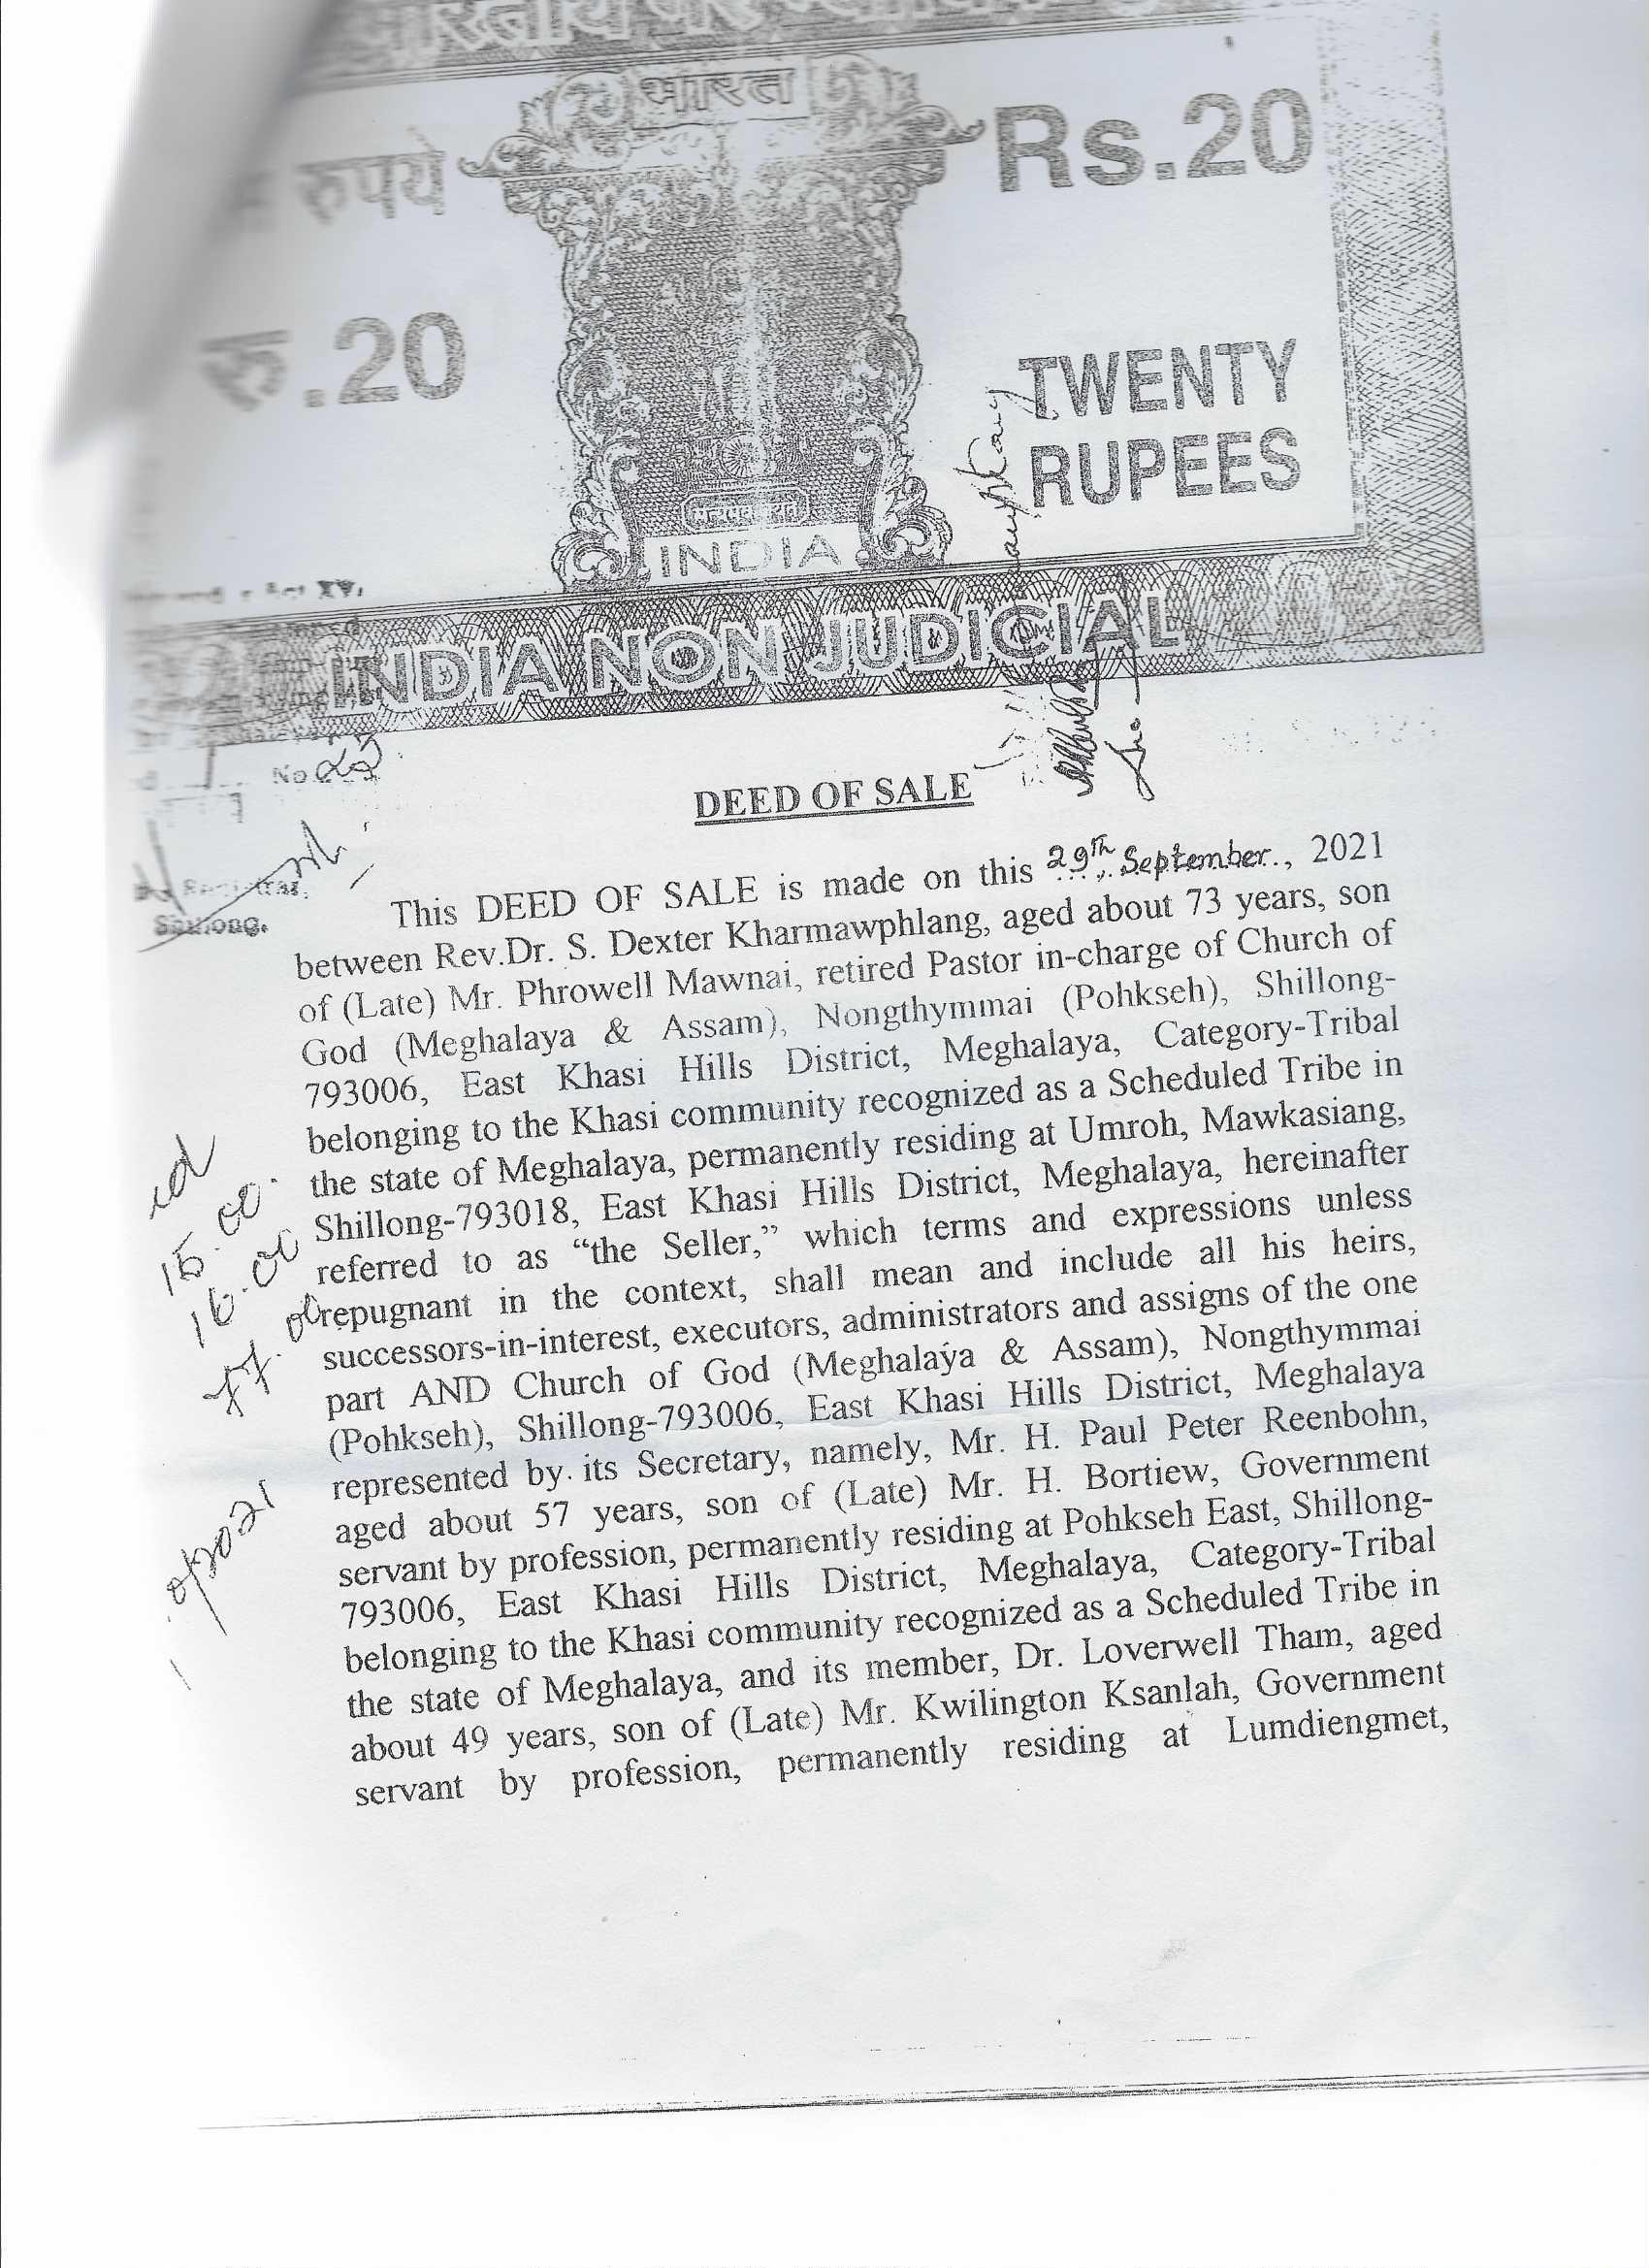 भारत
रुपये
Rs.20
रु.20
TWENTY
RUPEES
INDIA
INDIA NON JUDICIAL
No.
DEED OF SALE
Registrar,
Shillong.
This DEED OF SALE is made on this 29th September, 2021
between Rev.Dr. S. Dexter Kharmawphlang, aged about 73 years, son
of (Late) Mr. Phrowell Mawnai, retired Pastor in-charge of Church of
God (Meghalaya & Assam), Nongthymmai (Pohkseh), Shillong-
793006, East Khasi Hills District, Meghalaya, Category-Tribal
belonging to the Khasi community recognized as a Scheduled Tribe in
the state of Meghalaya, permanently residing at Umroh, Mawkasiang,
Shillong-793018, East Khasi Hills District, Meghalaya, hereinafter
referred to as “the Seller,” which terms and expressions unless
repugnant in the context, shall mean and include all his heirs,
successors-in-interest, executors, administrators and assigns of the one
part AND Church of God (Meghalaya & Assam), Nongthymmai
(Pohkseh), Shillong-793006, East Khasi Hills District, Meghalaya
represented by its Secretary, namely, Mr. H. Paul Peter Reenbohn,
aged about 57 years, son of (Late) Mr. H. Bortiew, Government
servant by profession, permanently residing at Pohkseh East, Shillong-
793006, East Khasi Hills District, Meghalaya, Category-Tribal
belonging to the Khasi community recognized as a Scheduled Tribe in
the state of Meghalaya, and its member, Dr. Loverwell Tham, aged
about 49 years, son of (Late) Mr. Kwilington Ksanlah, Government
servant by profession, permanently residing at Lumdiengmet,
15.00
16.00